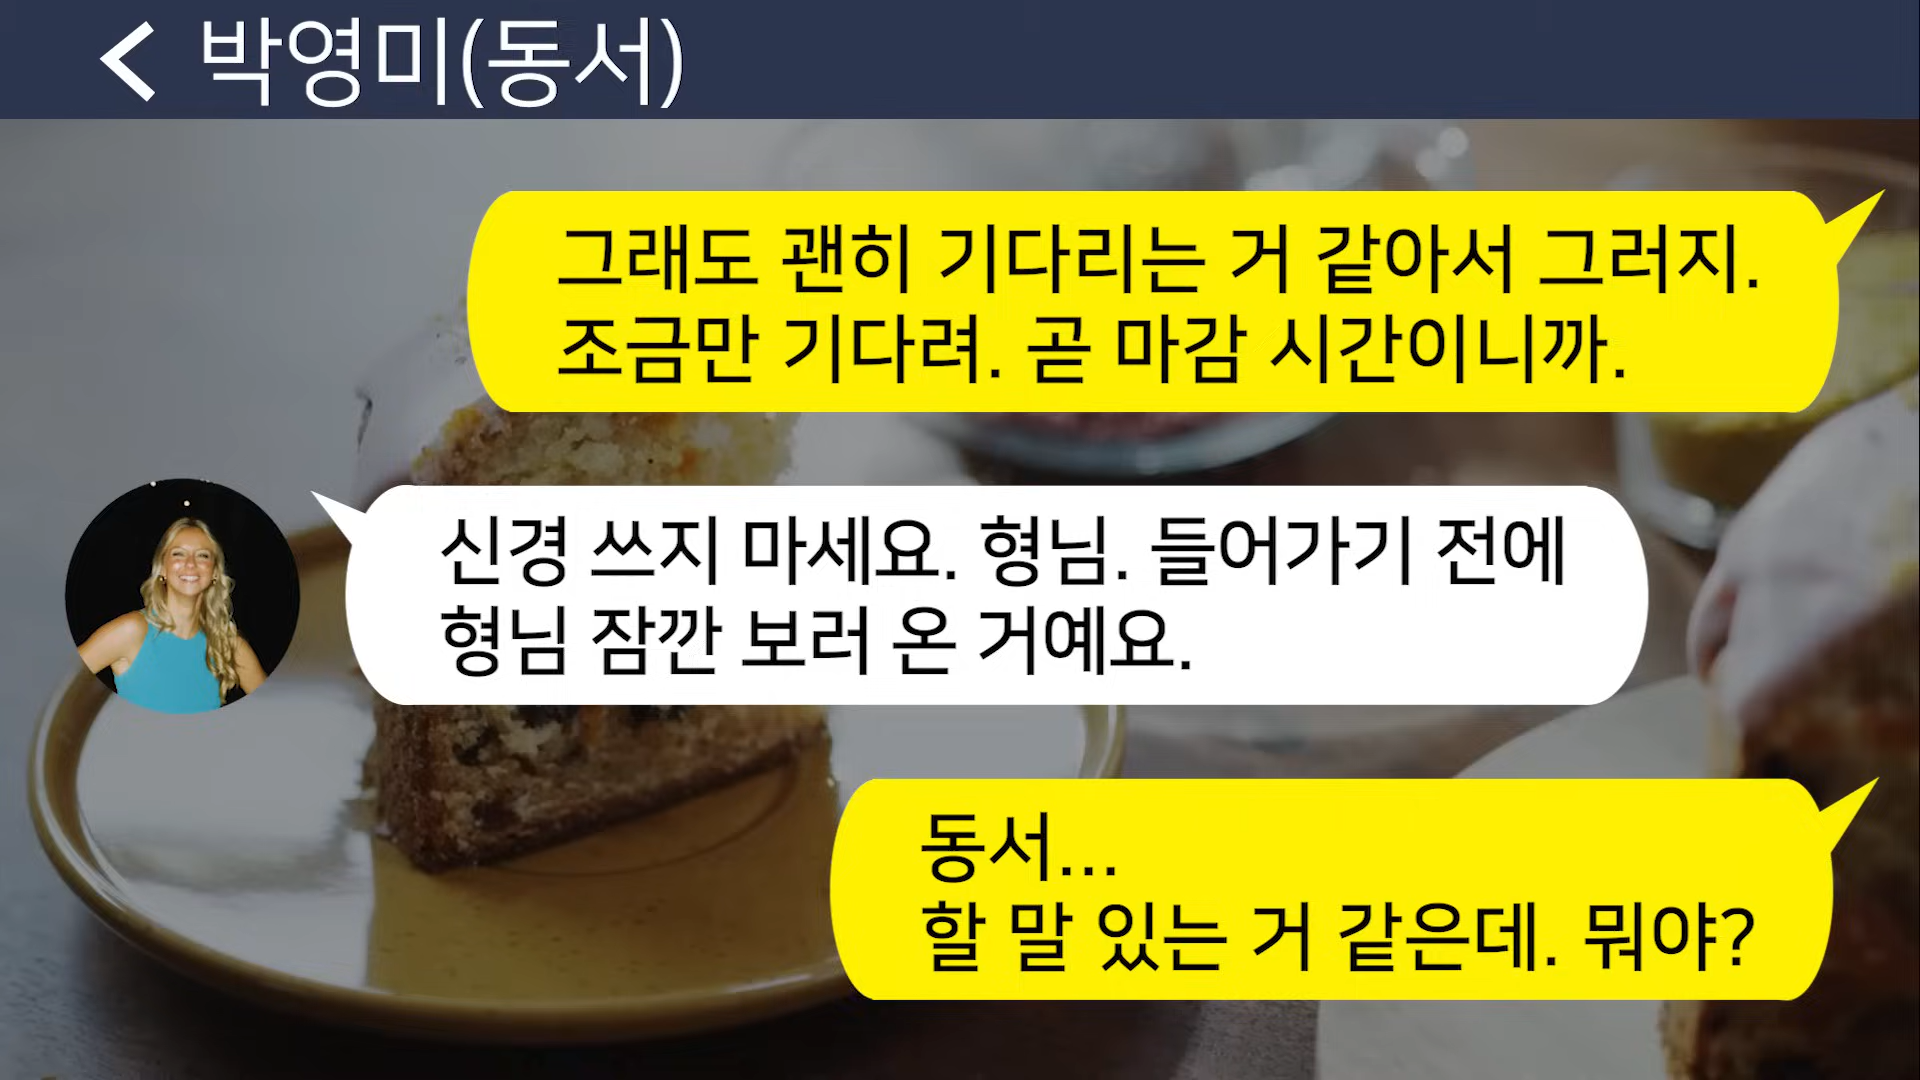 박영미(동서)
그래도 괜히 기다리는 거 같아서 그러지.
조금만 기다려. 곧 마감 시간이니까.
신경 쓰지 마세요. 형님. 들어가기 전에
형님 잠깐 보러 온 거예요.
동서...
할 말 있는 거 같은데. 뭐야?